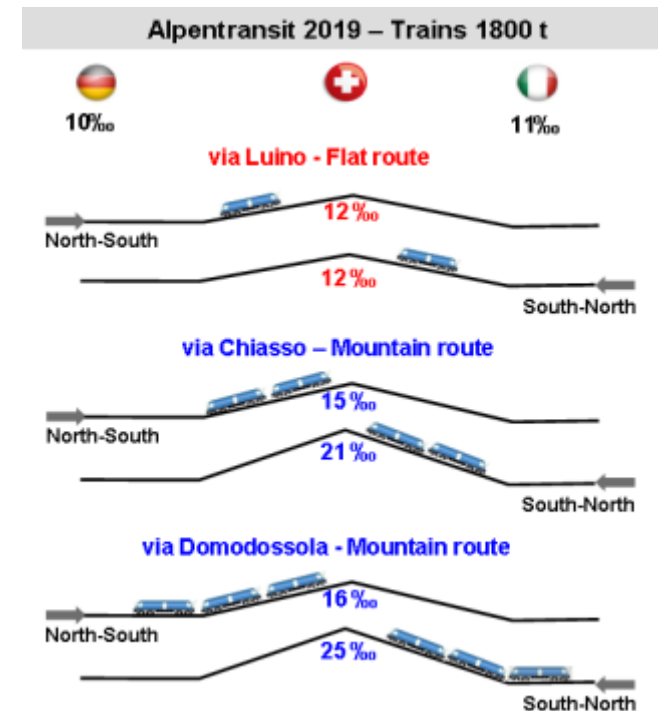 Alpentransit 2019 – Trains 1800 t
10‰ 11‰
via Luino - Flat route
12‰
North-South
12‰
South-North
via Chiasso – Mountain route
15‰
North-South
21‰
South-North
via Domodossola - Mountain route
16‰
North-South
25‰
South-North